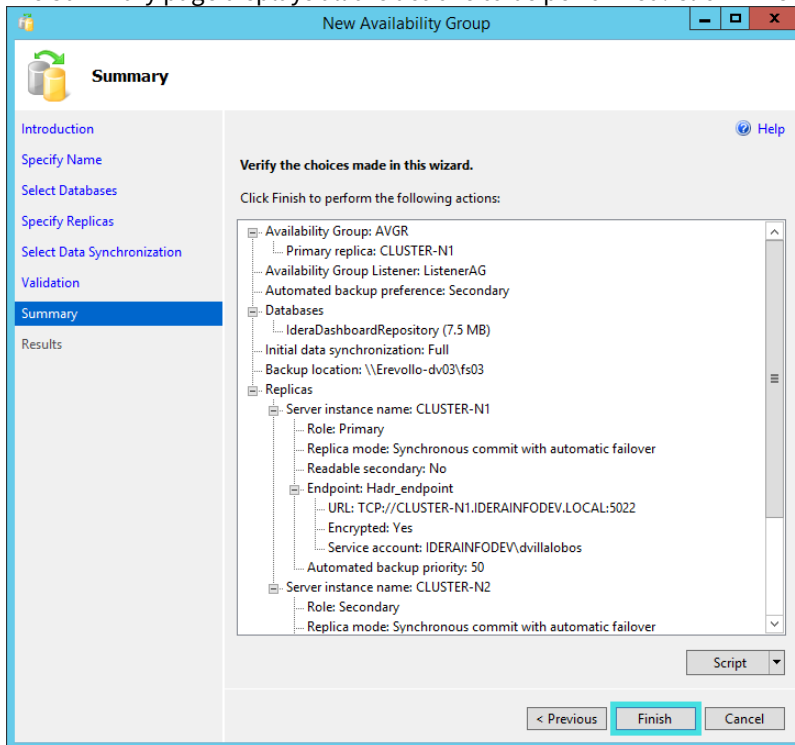 New Availability Group
Summary
Introduction
Specify Name
Select Databases
Specify Replicas
Select Data Synchronization
Validation
Summary
Results
Help
Verify the choices made in this wizard.
Click Finish to perform the following actions:
Availability Group: AVGR
Primary replica: CLUSTER-N1
Availability Group Listener: ListenerAG
Automated backup preference: Secondary
Databases
IderaDashboardRepository (7.5 MB)
Initial data synchronization: Full
Backup location: \\Erevollo-dv03\fs03
Replicas
Server instance name: CLUSTER-N1
Role: Primary
Replica mode: Synchronous commit with automatic failover
Readable secondary: No
Endpoint: Hadr_endpoint
URL: TCP://CLUSTER-N1.IDERAINFODEV.LOCAL:5022
Encrypted: Yes
Service account: IDERAINFODEV\dvillalobos
Automated backup priority: 50
Server instance name: CLUSTER-N2
Role: Secondary
Replica mode: Synchronous commit with automatic failover
Script
< Previous
Finish
Cancel